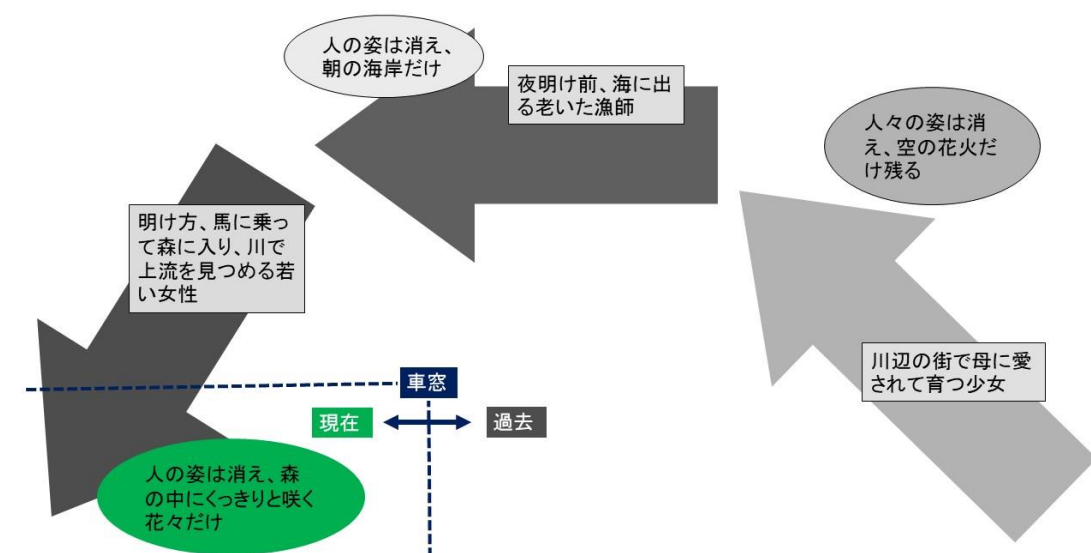 人の姿は消え、
朝の海岸だけ
夜明け前、海に出
る老いた漁師
人々の姿は消
え、空の花火だ
け残る
明け方、馬に乗っ
て森に入り、川で
上流を見つめる若
い女性
川辺の街で母に愛
されて育つ少女
車窓
現在
過去
人の姿は消え、森
の中にくっきりと咲く
花々だけ